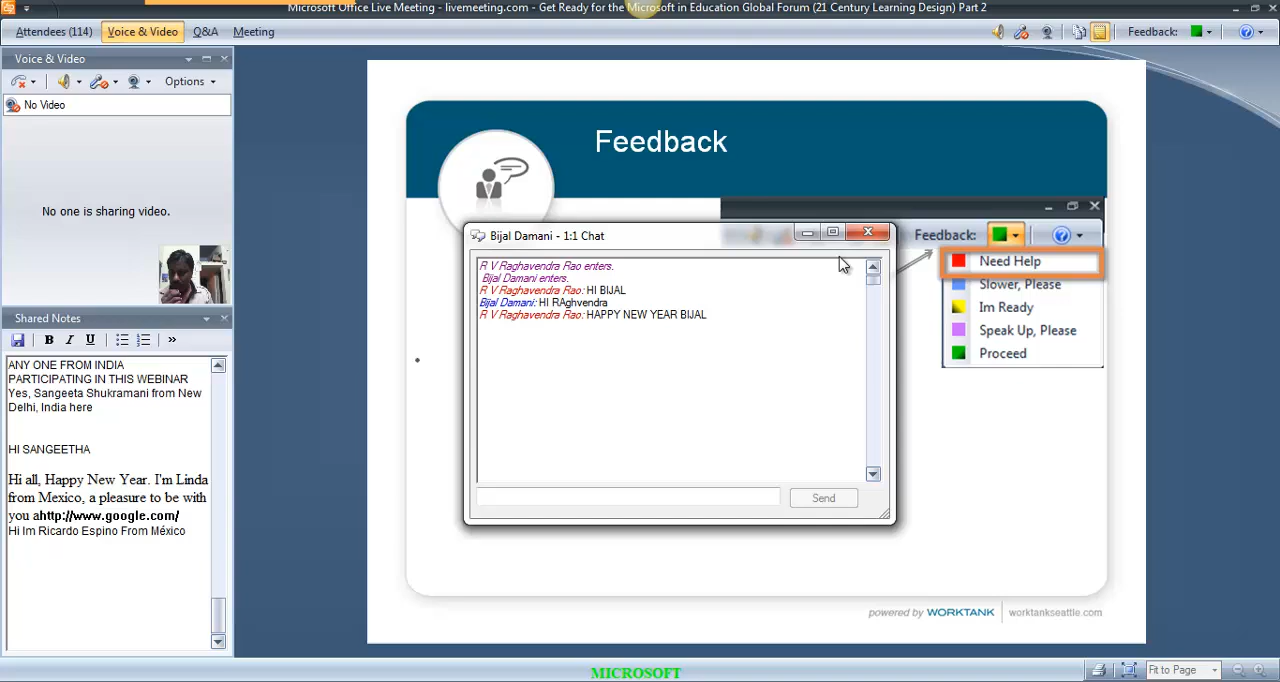 Microsoft Office Live Meeting - livemeeting.com - Get Ready for the Microsoft in Education Global Forum (21 Century Learning Design) Part 2
Attendees (114) Voice & Video Q&A Meeting Feedback:
Voice & Video
Options
No Video
No one is sharing video.
Shared Notes
B I U »
ANY ONE FROM INDIA
PARTICIPATING IN THIS WEBINAR
Yes, Sangeeta Shukramani from New
Delhi, India here
HI SANGEETHA
Hi all, Happy New Year. I'm Linda
from Mexico, a pleasure to be with
you ahttp://www.google.com/
Hi Im Ricardo Espino From México
Feedback
Feedback:
Need Help
Slower, Please
Im Ready
Speak Up, Please
Proceed
Bijal Damani - 1:1 Chat
R V Raghavendra Rao enters.
Bijal Damani enters.
R V Raghavendra Rao: HI BIJAL
Bijal Damani: HI RAghvendra
R V Raghavendra Rao: HAPPY NEW YEAR BIJAL
Send
powered by WORKTANK worktankseattle.com
MICROSOFT
Fit to Page